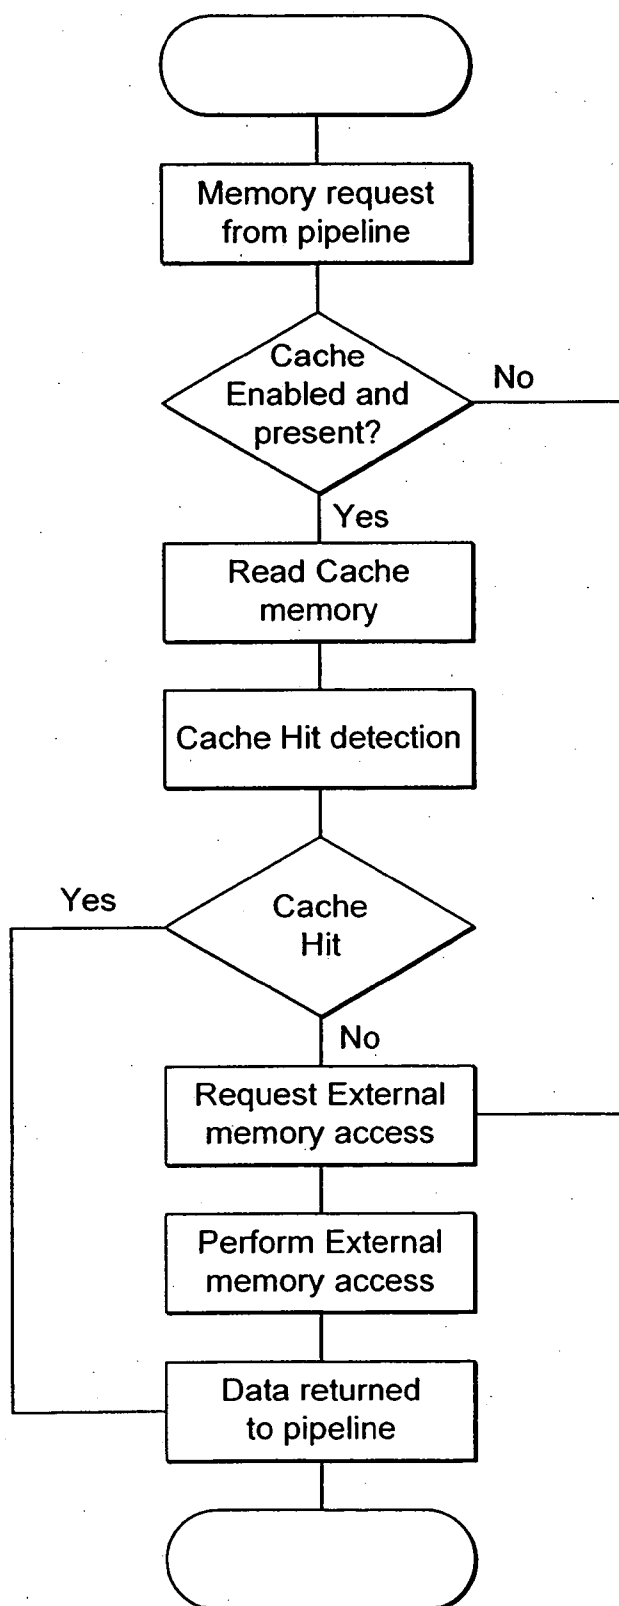 Memory request
from pipeline
Cache
Enabled and
present?
No
Yes
Read Cache
memory
Cache Hit detection
Yes
Cache
Hit
No
Request External
memory access
Perform External
memory access
Data returned
to pipeline